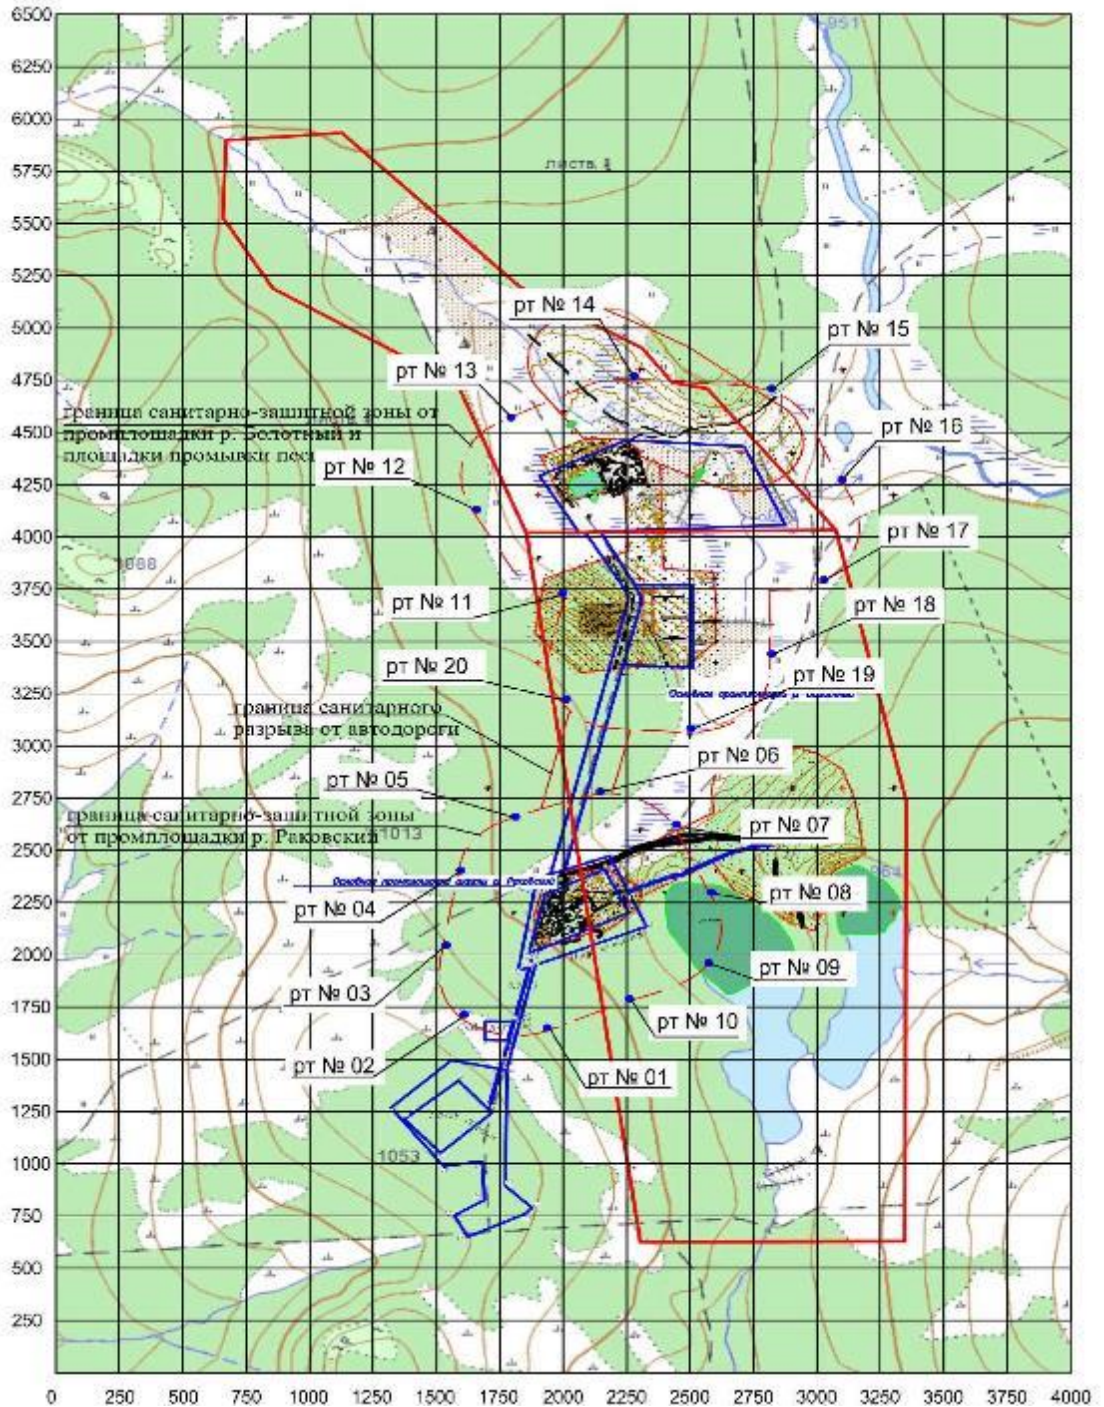 6500
6250
6000
5750
5500
5250
5000
4750
4500
4250
4000
3750
3500
3250
3000
2750
2500
2250
2000
1750
1500
1250
1000
750
500
250
951
листв.
рт № 14
рт № 15
рт № 13
граница санитарно-защитной зоны от
промплощадки р. Болотный и
площадки промывки
рт № 16
рт № 12
рт № 17
1088
рт № 11
рт № 18
рт № 20
рт № 19
граница санитарного
разрыва от автодороги
рт № 06
рт № 05
граница санитарно-защитной зоны
от промплощадки р. Раковский
1013
рт № 07
рт № 08
рт № 04
рт № 09
рт № 03
рт № 10
рт № 02
рт № 01
1053
0 250 500 750 1000 1250 1500 1750 2000 2250 2500 2750 3000 3250 3500 3750 4000